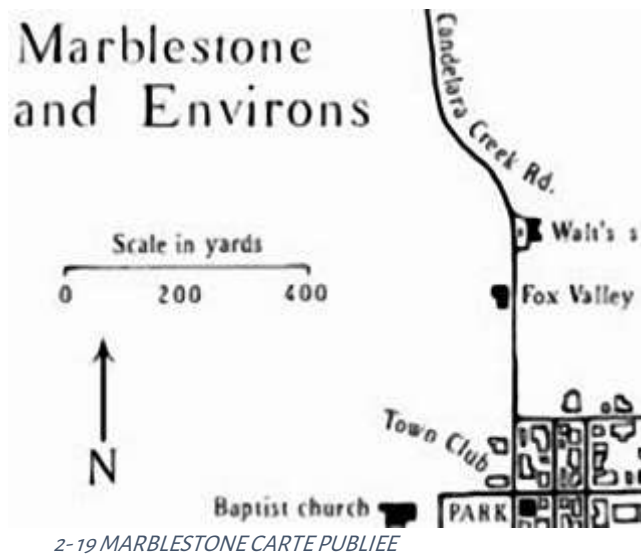 Marblestone
and Environs
Candelara Creek Rd.
Scale in yards
0 200 400
Walt's s
Fox Valley
N
Town Club
Baptist church
PARK
2-19 MARBLESTONE CARTE PUBLIEE